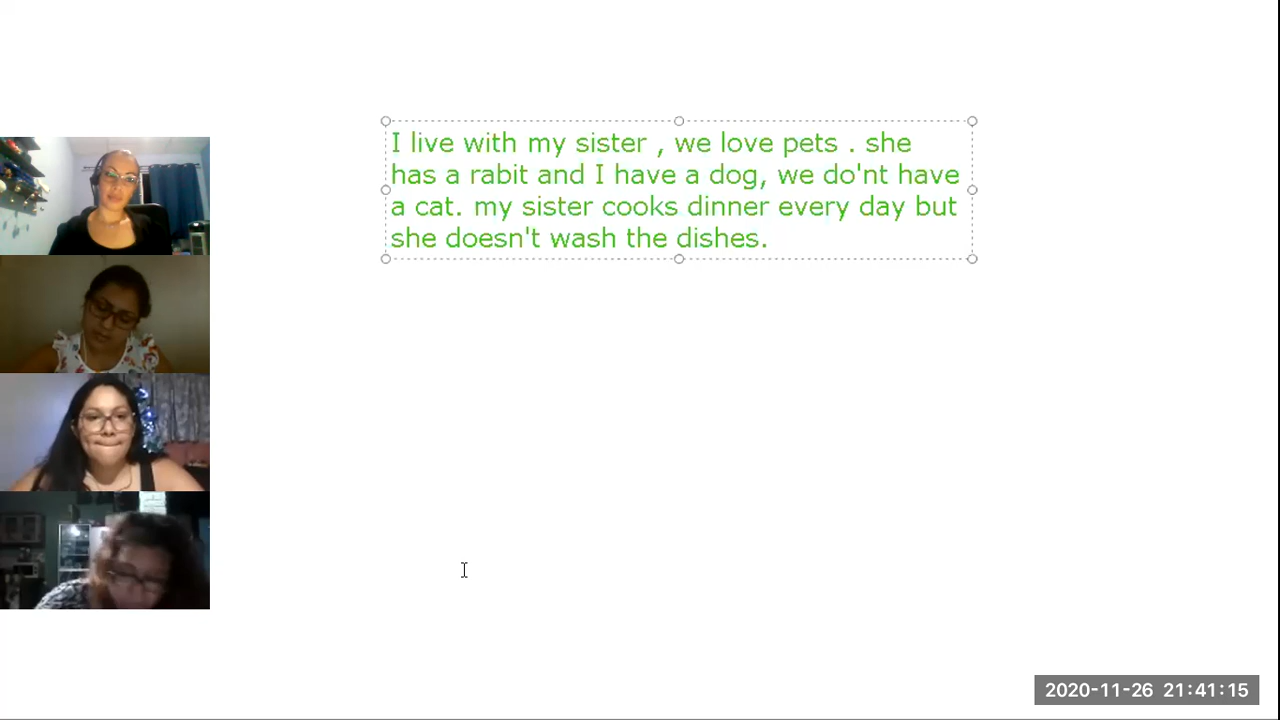 I live with my sister , we love pets . she
has a rabit and I have a dog, we do'nt have
a cat. my sister cooks dinner every day but
she doesn't wash the dishes.
2020-11-26 21:41:15